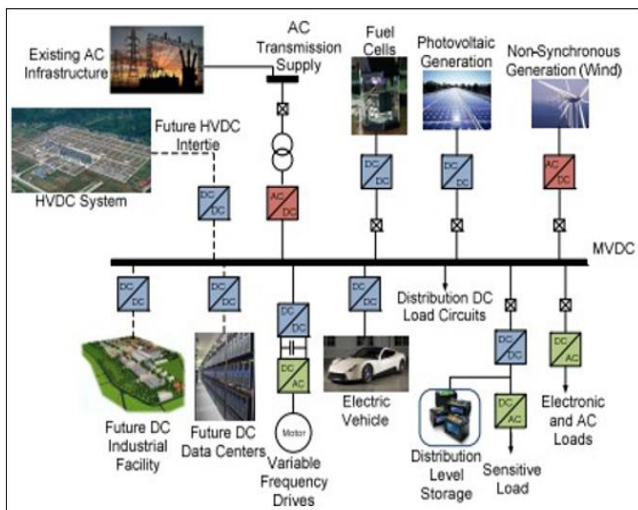 Existing AC
Infrastructure
AC
Transmission
Supply
Fuel
Cells
Photovoltaic
Generation
Non-Synchronous
Generation (Wind)
Future HVDC
Intertie
HVDC System
DC
DC
AC
DC
DC
DC
DC
DC
AC
DC
MVDC
DC
DC
DC
DC
DC
DC
DC
DC
Distribution DC
Load Circuits
DC
AC
DC
DC
DC
AC
DC
AC
Future DC
Industrial
Facility
Future DC
Data Centers
Motor
Variable
Frequency
Drives
Electric
Vehicle
Distribution
Level
Storage
Sensitive
Load
Electronic
and AC
Loads